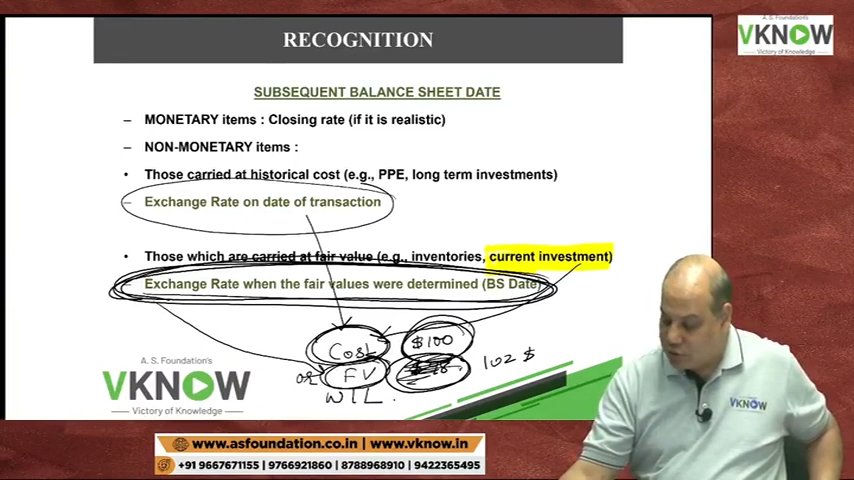 RECOGNITION
A. S. Foundation's
VKNOW
Victory of Knowledge
SUBSEQUENT BALANCE SHEET DATE
– MONETARY items : Closing rate (if it is realistic)
– NON-MONETARY items :
• Those carried at historical cost (e.g., PPE, long term investments)
– Exchange Rate on date of transaction
• Those which are carried at fair value (e.g., inventories, current investment)
– Exchange Rate when the fair values were determined (BS Date)
Cost $100
or FV 102 $
WIL.
A. S. Foundation's
VKNOW
Victory of Knowledge
VKNOW
www.asfoundation.co.in | www.vknow.in
+91 9667671155 | 9766921860 | 8788968910 | 9422365495